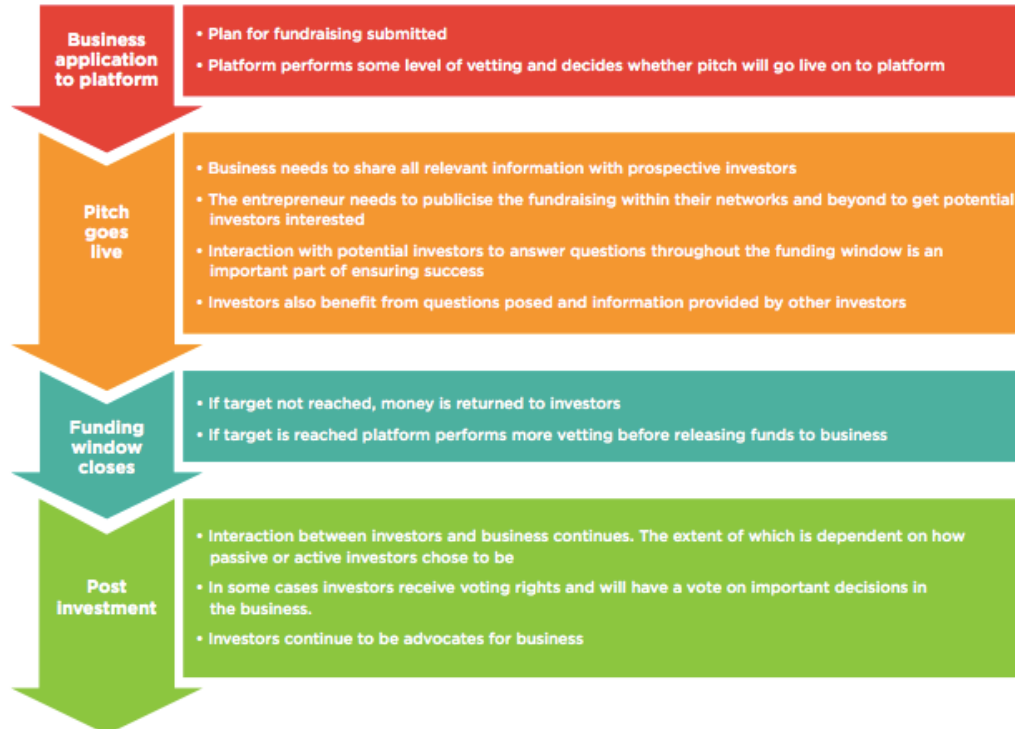 Business
application
to platform
• Plan for fundraising submitted
• Platform performs some level of vetting and decides whether pitch will go live on to platform
Pitch
goes
live
• Business needs to share all relevant information with prospective investors
• The entrepreneur needs to publicise the fundraising within their networks and beyond to get potential
investors interested
• Interaction with potential investors to answer questions throughout the funding window is an
important part of ensuring success
• Investors also benefit from questions posed and information provided by other investors
Funding
window
closes
• If target not reached, money is returned to investors
• If target is reached platform performs more vetting before releasing funds to business
Post
investment
• Interaction between investors and business continues. The extent of which is dependent on how
passive or active investors chose to be
• In some cases investors receive voting rights and will have a vote on important decisions in
the business.
• Investors continue to be advocates for business